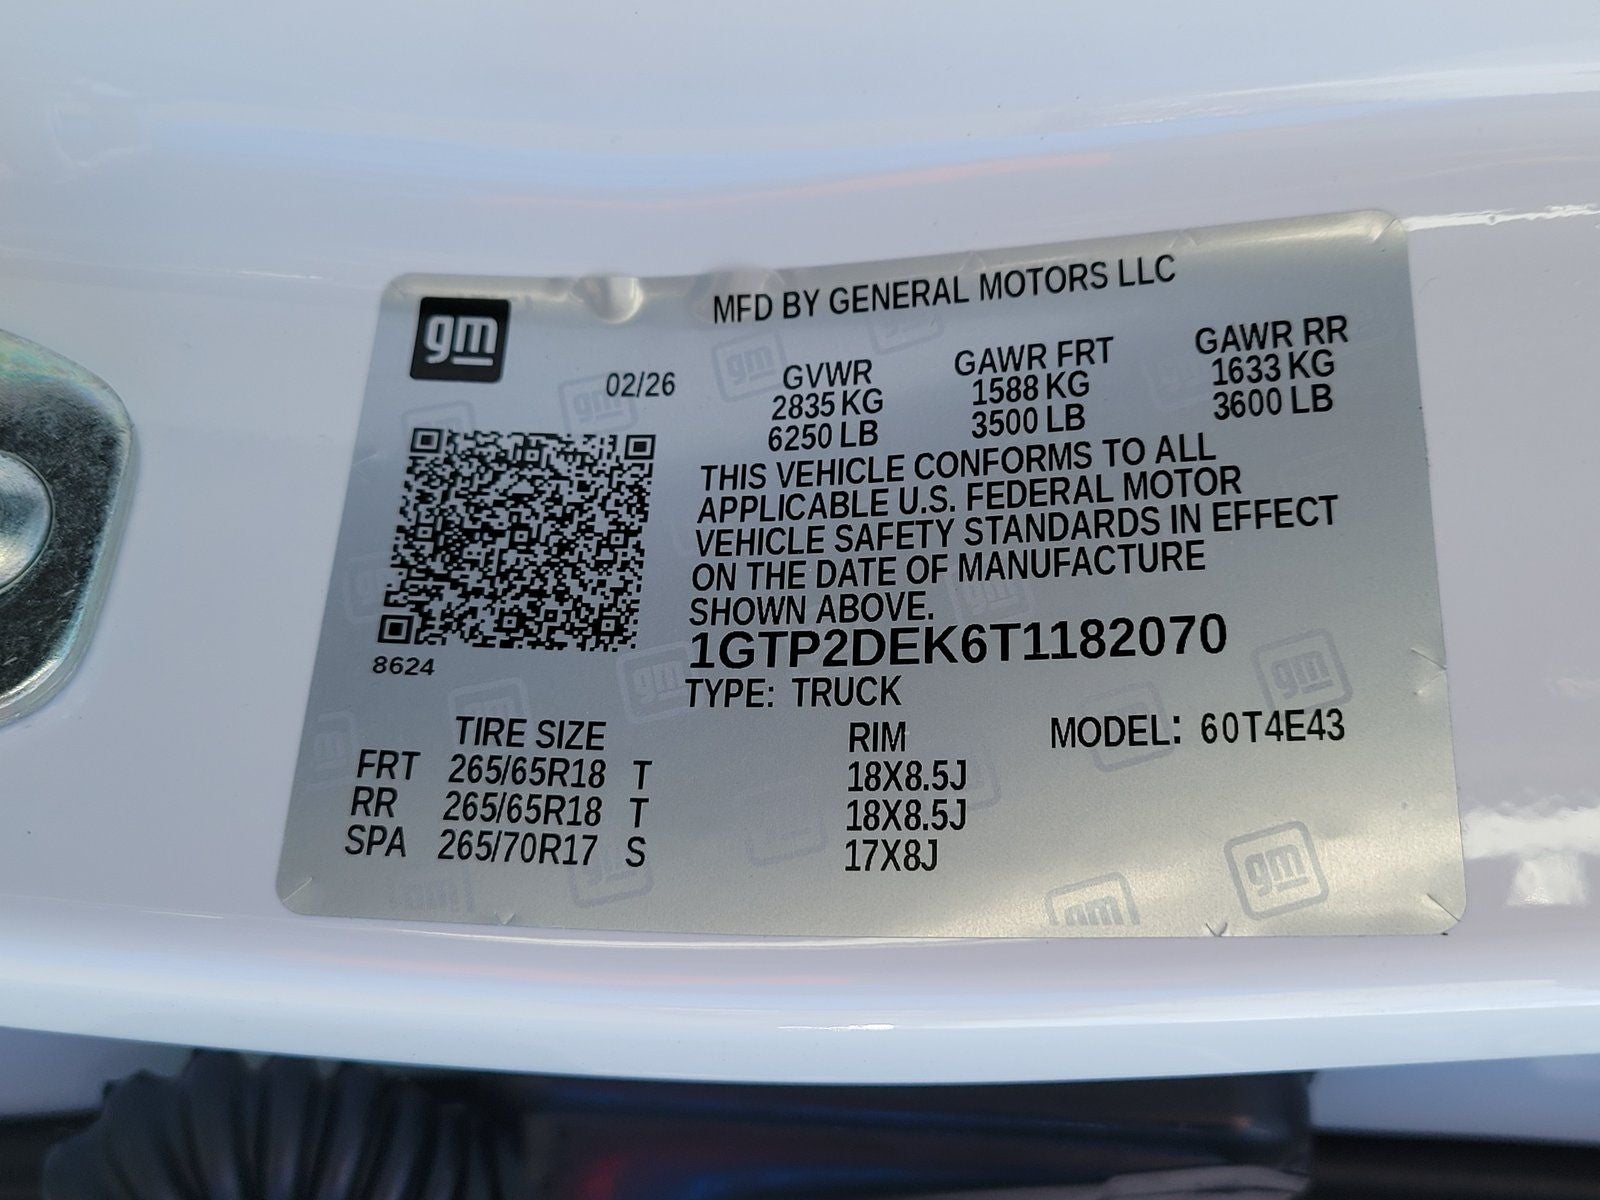 gm
MFD BY GENERAL MOTORS LLC
02/26
GVWR GAWR FRT GAWR RR
2835 KG 1588 KG 1633 KG
6250 LB 3500 LB 3600 LB
THIS VEHICLE CONFORMS TO ALL
APPLICABLE U.S. FEDERAL MOTOR
VEHICLE SAFETY STANDARDS IN EFFECT
ON THE DATE OF MANUFACTURE
SHOWN ABOVE.
8624
1GTP2DEK6T1182070
TYPE: TRUCK
TIRE SIZE RIM MODEL: 60T4E43
FRT 265/65R18 T 18X8.5J
RR 265/65R18 T 18X8.5J
SPA 265/70R17 S 17X8J